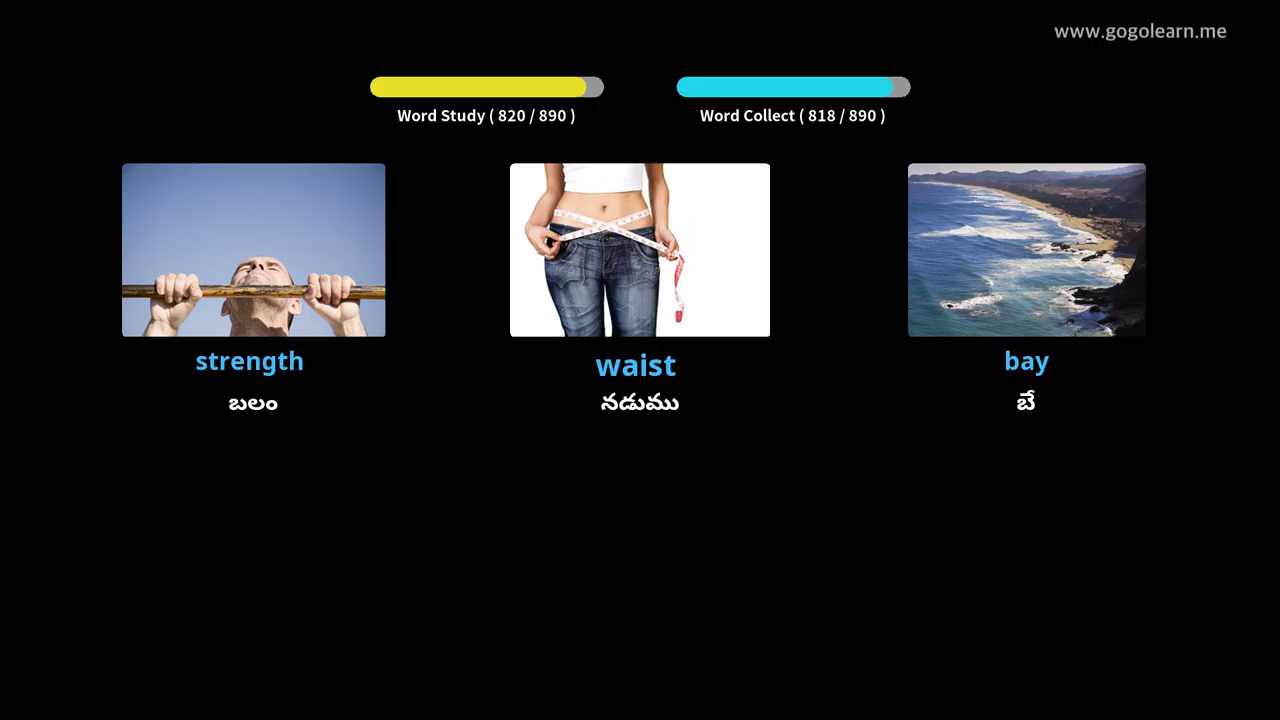 www.gogolearn.me
Word Study ( 820 / 890 )
Word Collect ( 818 / 890 )
strength
waist
bay
బలం
నడుము
బే